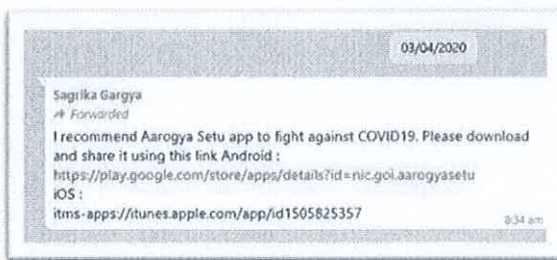 03/04/2020
Sagrika Gargya
Forwarded
I recommend Aarogya Setu app to fight against COVID19. Please download
and share it using this link Android :
https://play.google.com/store/apps/details?id=nic.goi.aarogyasetu
iOS :
itms-apps://itunes.apple.com/app/id1505825357
8:34 am